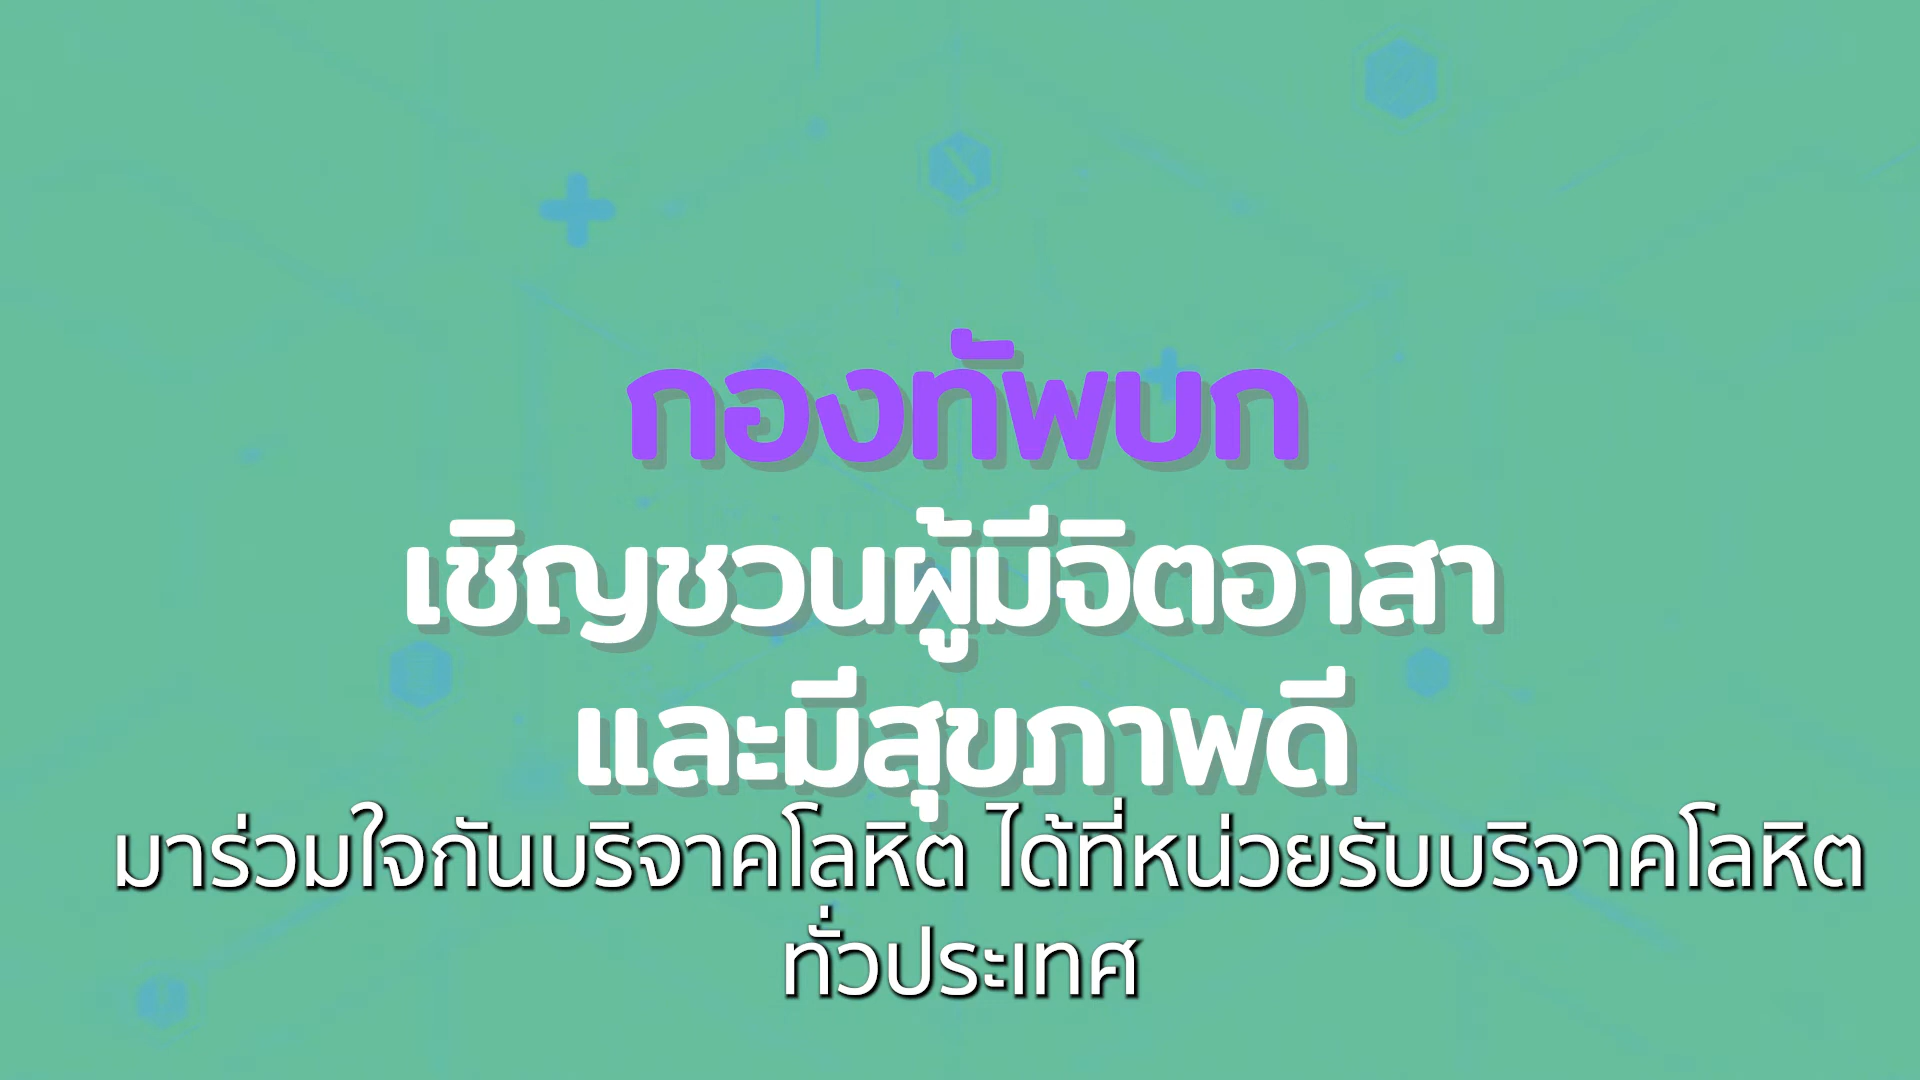 กองทัพบก
เชิญชวนผู้มีจิตอาสา
และมีสุขภาพดี
มาร่วมใจกันบริจาคโลหิต ได้ที่หน่วยรับบริจาคโลหิต
ทั่วประเทศ